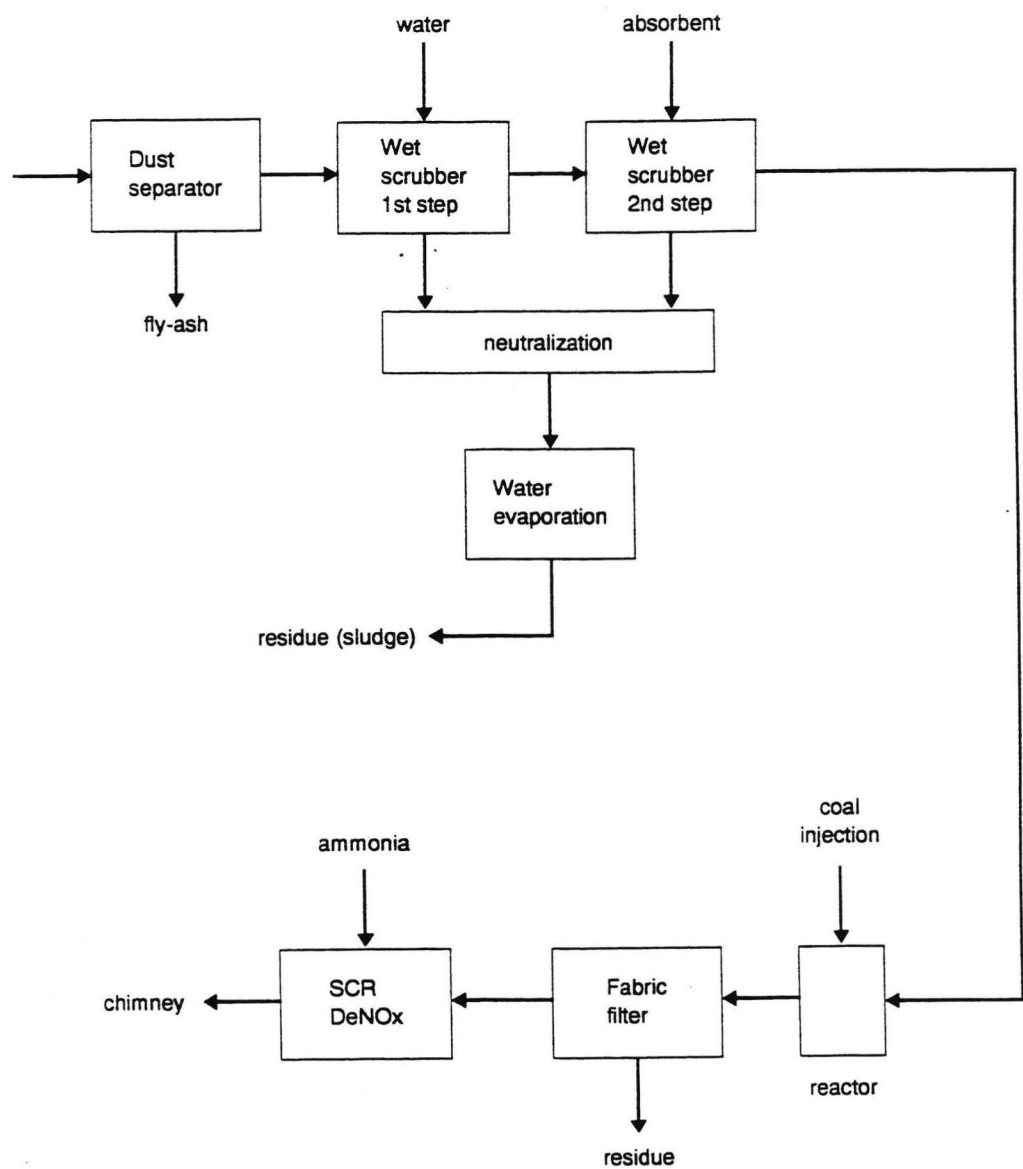 water
absorbent
Dust
separator
Wet
scrubber
1st step
Wet
scrubber
2nd step
fly-ash
neutralization
Water
evaporation
residue (sludge)
coal
injection
ammonia
chimney
SCR
DeNOx
Fabric
filter
reactor
residue